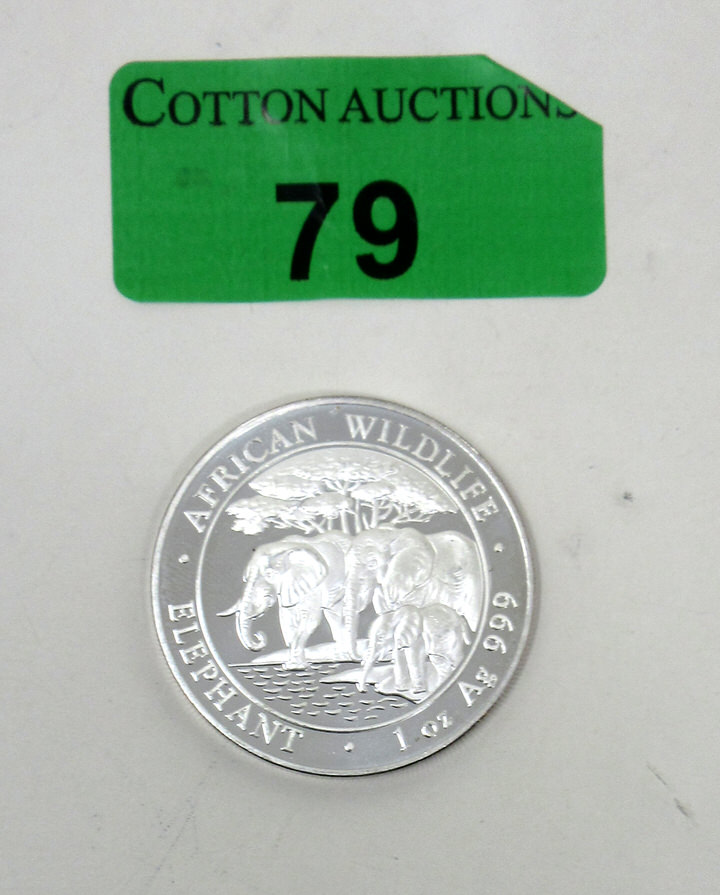 COTTON AUCTIONS
79
AFRICAN WILDLIFE
ELEPHANT
1 oz Ag 999